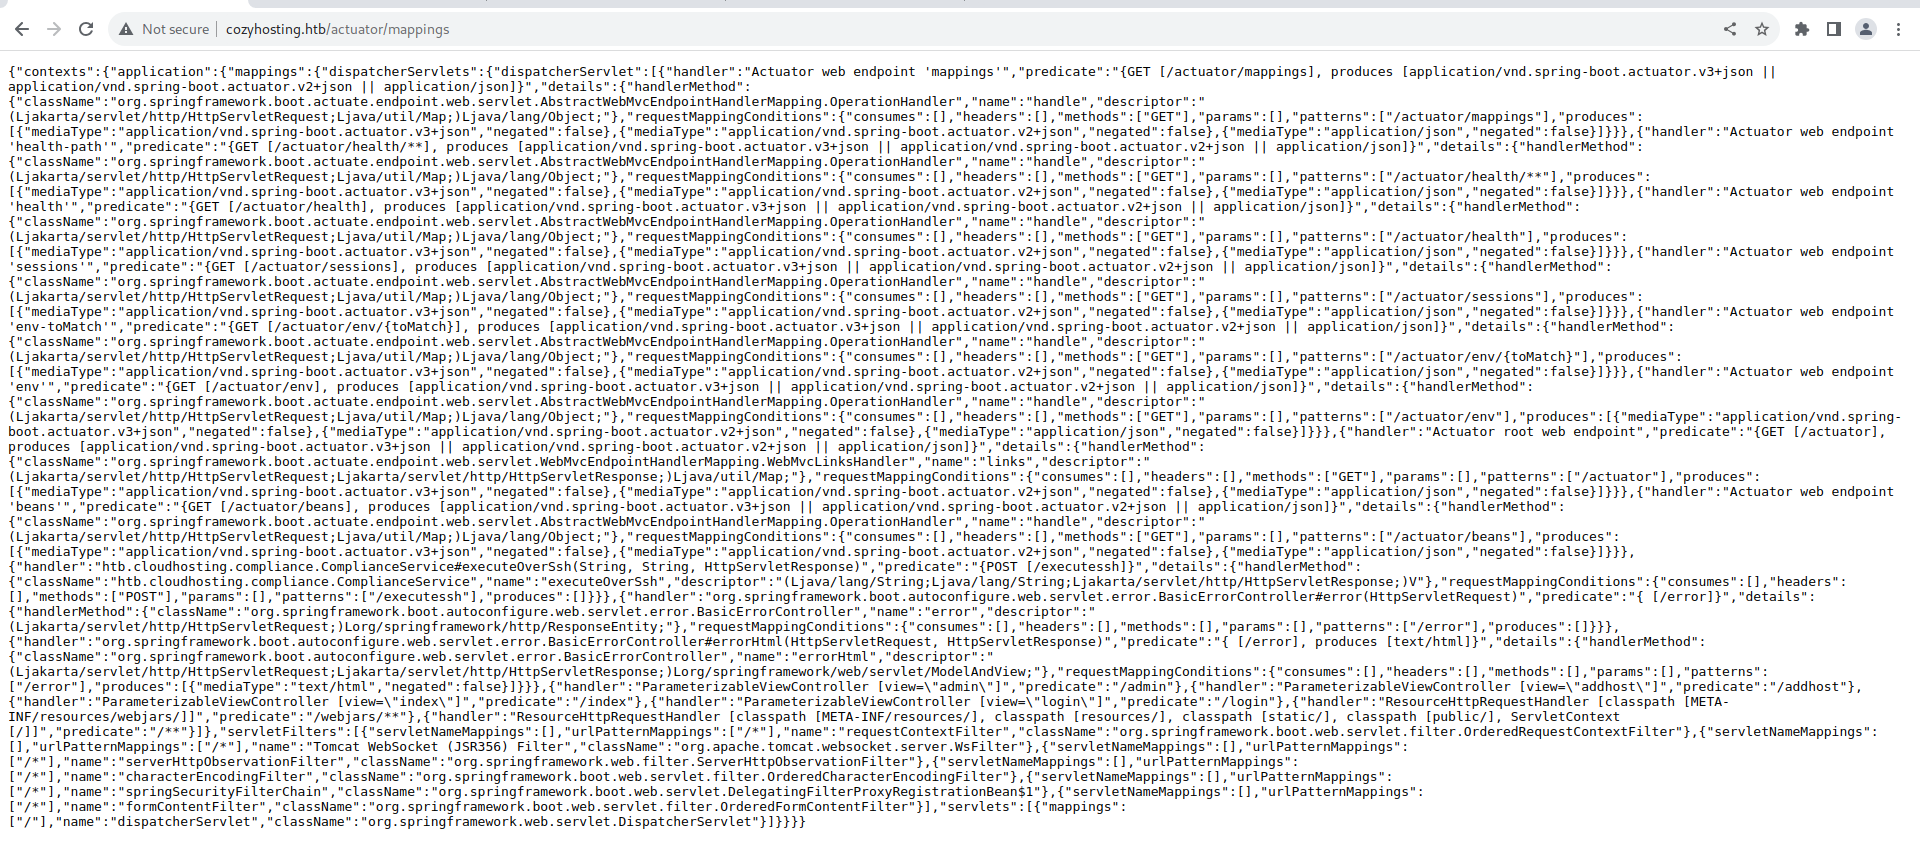 Not secure | cozyhosting.htb/actuator/mappings
{"contexts":{"application":{"mappings":{"dispatcherServlets":{"dispatcherServlet":[{"handler":"Actuator web endpoint 'mappings'","predicate":"{GET [/actuator/mappings], produces [application/vnd.spring-boot.actuator.v3+json ||
application/vnd.spring-boot.actuator.v2+json || application/json]}","details":{"handlerMethod":
{"className":"org.springframework.boot.actuate.endpoint.web.servlet.AbstractWebMvcEndpointHandlerMapping.OperationHandler","name":"handle","descriptor":"
(Ljakarta/servlet/http/HttpServletRequest;Ljava/util/Map;)Ljava/lang/Object;"},"requestMappingConditions":{"consumes":[],"headers":[],"methods":["GET"],"params":[],"patterns":["/actuator/mappings"],"produces":
[{"mediaType":"application/vnd.spring-boot.actuator.v3+json","negated":false},{"mediaType":"application/vnd.spring-boot.actuator.v2+json","negated":false},{"mediaType":"application/json","negated":false}]}}},{"handler":"Actuator web endpoint
'health-path'","predicate":"{GET [/actuator/health/**], produces [application/vnd.spring-boot.actuator.v3+json || application/vnd.spring-boot.actuator.v2+json || application/json]}","details":{"handlerMethod":
{"className":"org.springframework.boot.actuate.endpoint.web.servlet.AbstractWebMvcEndpointHandlerMapping.OperationHandler","name":"handle","descriptor":"
(Ljakarta/servlet/http/HttpServletRequest;Ljava/util/Map;)Ljava/lang/Object;"},"requestMappingConditions":{"consumes":[],"headers":[],"methods":["GET"],"params":[],"patterns":["/actuator/health/**"],"produces":
[{"mediaType":"application/vnd.spring-boot.actuator.v3+json","negated":false},{"mediaType":"application/vnd.spring-boot.actuator.v2+json","negated":false},{"mediaType":"application/json","negated":false}]}}},{"handler":"Actuator web endpoint
'health'","predicate":"{GET [/actuator/health], produces [application/vnd.spring-boot.actuator.v3+json || application/vnd.spring-boot.actuator.v2+json || application/json]}","details":{"handlerMethod":
{"className":"org.springframework.boot.actuate.endpoint.web.servlet.AbstractWebMvcEndpointHandlerMapping.OperationHandler","name":"handle","descriptor":"
(Ljakarta/servlet/http/HttpServletRequest;Ljava/util/Map;)Ljava/lang/Object;"},"requestMappingConditions":{"consumes":[],"headers":[],"methods":["GET"],"params":[],"patterns":["/actuator/health"],"produces":
[{"mediaType":"application/vnd.spring-boot.actuator.v3+json","negated":false},{"mediaType":"application/vnd.spring-boot.actuator.v2+json","negated":false},{"mediaType":"application/json","negated":false}]}}},{"handler":"Actuator web endpoint
'sessions'","predicate":"{GET [/actuator/sessions], produces [application/vnd.spring-boot.actuator.v3+json || application/vnd.spring-boot.actuator.v2+json || application/json]}","details":{"handlerMethod":
{"className":"org.springframework.boot.actuate.endpoint.web.servlet.AbstractWebMvcEndpointHandlerMapping.OperationHandler","name":"handle","descriptor":"
(Ljakarta/servlet/http/HttpServletRequest;Ljava/util/Map;)Ljava/lang/Object;"},"requestMappingConditions":{"consumes":[],"headers":[],"methods":["GET"],"params":[],"patterns":["/actuator/sessions"],"produces":
[{"mediaType":"application/vnd.spring-boot.actuator.v3+json","negated":false},{"mediaType":"application/vnd.spring-boot.actuator.v2+json","negated":false},{"mediaType":"application/json","negated":false}]}}},{"handler":"Actuator web endpoint
'env-toMatch'","predicate":"{GET [/actuator/env/{toMatch}], produces [application/vnd.spring-boot.actuator.v3+json || application/vnd.spring-boot.actuator.v2+json || application/json]}","details":{"handlerMethod":
{"className":"org.springframework.boot.actuate.endpoint.web.servlet.AbstractWebMvcEndpointHandlerMapping.OperationHandler","name":"handle","descriptor":"
(Ljakarta/servlet/http/HttpServletRequest;Ljava/util/Map;)Ljava/lang/Object;"},"requestMappingConditions":{"consumes":[],"headers":[],"methods":["GET"],"params":[],"patterns":["/actuator/env/{toMatch}"],"produces":
[{"mediaType":"application/vnd.spring-boot.actuator.v3+json","negated":false},{"mediaType":"application/vnd.spring-boot.actuator.v2+json","negated":false},{"mediaType":"application/json","negated":false}]}}},{"handler":"Actuator web endpoint
'env'","predicate":"{GET [/actuator/env], produces [application/vnd.spring-boot.actuator.v3+json || application/vnd.spring-boot.actuator.v2+json || application/json]}","details":{"handlerMethod":
{"className":"org.springframework.boot.actuate.endpoint.web.servlet.AbstractWebMvcEndpointHandlerMapping.OperationHandler","name":"handle","descriptor":"
(Ljakarta/servlet/http/HttpServletRequest;Ljava/util/Map;)Ljava/lang/Object;"},"requestMappingConditions":{"consumes":[],"headers":[],"methods":["GET"],"params":[],"patterns":["/actuator/env"],"produces":[{"mediaType":"application/vnd.spring-
boot.actuator.v3+json","negated":false},{"mediaType":"application/vnd.spring-boot.actuator.v2+json","negated":false},{"mediaType":"application/json","negated":false}]}}},{"handler":"Actuator root web endpoint","predicate":"{GET [/actuator],
produces [application/vnd.spring-boot.actuator.v3+json || application/vnd.spring-boot.actuator.v2+json || application/json]}","details":{"handlerMethod":
{"className":"org.springframework.boot.actuate.endpoint.web.servlet.WebMvcEndpointHandlerMapping.WebMvcLinksHandler","name":"links","descriptor":"
(Ljakarta/servlet/http/HttpServletRequest;Ljakarta/servlet/http/HttpServletResponse;)Ljava/util/Map;"},"requestMappingConditions":{"consumes":[],"headers":[],"methods":["GET"],"params":[],"patterns":["/actuator"],"produces":
[{"mediaType":"application/vnd.spring-boot.actuator.v3+json","negated":false},{"mediaType":"application/vnd.spring-boot.actuator.v2+json","negated":false},{"mediaType":"application/json","negated":false}]}}},{"handler":"Actuator web endpoint
'beans'","predicate":"{GET [/actuator/beans], produces [application/vnd.spring-boot.actuator.v3+json || application/vnd.spring-boot.actuator.v2+json || application/json]}","details":{"handlerMethod":
{"className":"org.springframework.boot.actuate.endpoint.web.servlet.AbstractWebMvcEndpointHandlerMapping.OperationHandler","name":"handle","descriptor":"
(Ljakarta/servlet/http/HttpServletRequest;Ljava/util/Map;)Ljava/lang/Object;"},"requestMappingConditions":{"consumes":[],"headers":[],"methods":["GET"],"params":[],"patterns":["/actuator/beans"],"produces":
[{"mediaType":"application/vnd.spring-boot.actuator.v3+json","negated":false},{"mediaType":"application/vnd.spring-boot.actuator.v2+json","negated":false},{"mediaType":"application/json","negated":false}]}}},
{"handler":"htb.cloudhosting.compliance.ComplianceService#executeOverSsh(String, String, HttpServletResponse)","predicate":"{POST [/executessh]}","details":{"handlerMethod":
{"className":"htb.cloudhosting.compliance.ComplianceService","name":"executeOverSsh","descriptor":"(Ljava/lang/String;Ljava/lang/String;Ljakarta/servlet/http/HttpServletResponse;)V"},"requestMappingConditions":{"consumes":[],"headers":
[],"methods":["POST"],"params":[],"patterns":["/executessh"],"produces":[]}}},{"handler":"org.springframework.boot.autoconfigure.web.servlet.error.BasicErrorController#error(HttpServletRequest)","predicate":"{ [/error]}","details":
{"handlerMethod":{"className":"org.springframework.boot.autoconfigure.web.servlet.error.BasicErrorController","name":"error","descriptor":"
(Ljakarta/servlet/http/HttpServletRequest;)Lorg/springframework/http/ResponseEntity;"},"requestMappingConditions":{"consumes":[],"headers":[],"methods":[],"params":[],"patterns":["/error"],"produces":[]}}},
{"handler":"org.springframework.boot.autoconfigure.web.servlet.error.BasicErrorController#errorHtml(HttpServletRequest, HttpServletResponse)","predicate":"{ [/error], produces [text/html]}","details":{"handlerMethod":
{"className":"org.springframework.boot.autoconfigure.web.servlet.error.BasicErrorController","name":"errorHtml","descriptor":"
(Ljakarta/servlet/http/HttpServletRequest;Ljakarta/servlet/http/HttpServletResponse;)Lorg/springframework/web/servlet/ModelAndView;"},"requestMappingConditions":{"consumes":[],"headers":[],"methods":[],"params":[],"patterns":
["/error"],"produces":[{"mediaType":"text/html","negated":false}]}}},{"handler":"ParameterizableViewController [view=\"admin\"]","predicate":"/admin"},{"handler":"ParameterizableViewController [view=\"addhost\"]","predicate":"/addhost"},
{"handler":"ParameterizableViewController [view=\"index\"]","predicate":"/index"},{"handler":"ParameterizableViewController [view=\"login\"]","predicate":"/login"},{"handler":"ResourceHttpRequestHandler [classpath [META-
INF/resources/webjars/]]","predicate":"/webjars/**"},{"handler":"ResourceHttpRequestHandler [classpath [META-INF/resources/], classpath [resources/], classpath [static/], classpath [public/], ServletContext
[/]]","predicate":"/**"}]},"servletFilters":[{"servletNameMappings":[],"urlPatternMappings":["/*"],"name":"requestContextFilter","className":"org.springframework.boot.web.servlet.filter.OrderedRequestContextFilter"},{"servletNameMappings":
[],"urlPatternMappings":["/*"],"name":"Tomcat WebSocket (JSR356) Filter","className":"org.apache.tomcat.websocket.server.WsFilter"},{"servletNameMappings":[],"urlPatternMappings":
["/*"],"name":"serverHttpObservationFilter","className":"org.springframework.web.filter.ServerHttpObservationFilter"},{"servletNameMappings":[],"urlPatternMappings":
["/*"],"name":"characterEncodingFilter","className":"org.springframework.boot.web.servlet.filter.OrderedCharacterEncodingFilter"},{"servletNameMappings":[],"urlPatternMappings":
["/*"],"name":"springSecurityFilterChain","className":"org.springframework.boot.web.servlet.DelegatingFilterProxyRegistrationBean$1"},{"servletNameMappings":[],"urlPatternMappings":
["/*"],"name":"formContentFilter","className":"org.springframework.boot.web.servlet.filter.OrderedFormContentFilter"}],"servlets":[{"mappings":
["/"],"name":"dispatcherServlet","className":"org.springframework.web.servlet.DispatcherServlet"}]}}}}